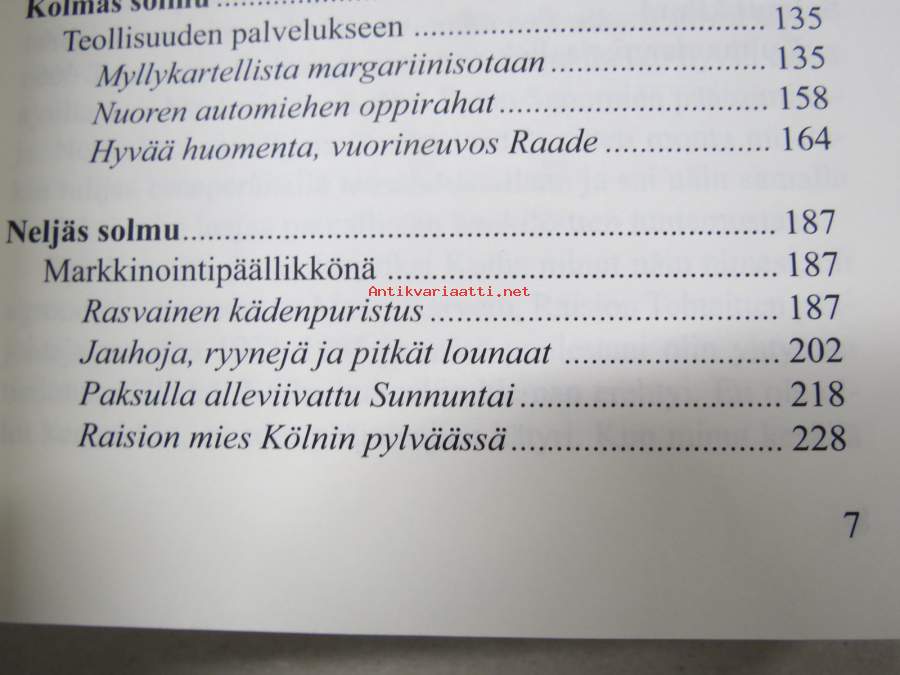 Kolmas solmu ..............................
Teollisuuden palvelukseen .............................. 135
Myllykartellista margariinisotaan .................... 135
Nuoren automiehen oppirahat ......................... 158
Hyvää huomenta, vuorineuvos Raade ............... 164
Neljäs solmu ................................................ 187
Markkinointipäällikkönä ................................ 187
Antikvariaatti.net
Rasvainen kädenpuristus ............................... 187
Jauhoja, ryynejä ja pitkät lounaat ................... 202
Paksulla alleviivattu Sunnuntai ....................... 218
Raision mies Kölnin pylväässä ........................ 228
7